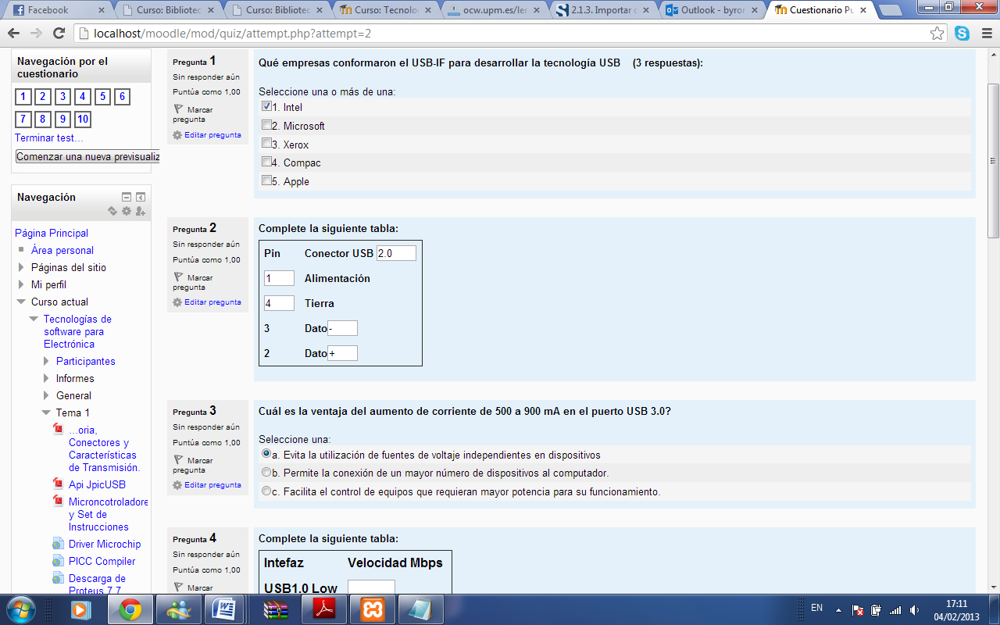 Facebook
Curso: Bibliotec
Curso: Bibliotec
Curso: Tecnolo
ocw.upm.es/ler
2.1.3. Importar c
Outlook - byror
Cuestionario Pu
localhost/moodle/mod/quiz/attempt.php?attempt=2
Navegación por el
cuestionario
1 2 3 4 5 6
7 8 9 10
Terminar test...
Comenzar una nueva previsualiz
Navegación
Página Principal
Área personal
Páginas del sitio
Mi perfil
Curso actual
Tecnologías de
software para
Electrónica
Participantes
Informes
General
Tema 1
...oria,
Conectores y
Características
de Transmisión.
Api JpicUSB
Microncotroladore
y Set de
Instrucciones
Driver Microchip
PICC Compiler
Descarga de
Proteus 7.7
Pregunta 1
Sin responder aún
Puntúa como 1,00
Marcar
pregunta
Editar pregunta
Qué empresas conformaron el USB-IF para desarrollar la tecnología USB (3 respuestas):
Seleccione una o más de una:
1. Intel
2. Microsoft
3. Xerox
4. Compac
5. Apple
Pregunta 2
Sin responder aún
Puntúa como 1,00
Marcar
pregunta
Editar pregunta
Complete la siguiente tabla:
Pin Conector USB 2.0
1 Alimentación
4 Tierra
3 Dato -
2 Dato +
Pregunta 3
Sin responder aún
Puntúa como 1,00
Marcar
pregunta
Editar pregunta
Cuál es la ventaja del aumento de corriente de 500 a 900 mA en el puerto USB 3.0?
Seleccione una:
a. Evita la utilización de fuentes de voltaje independientes en dispositivos
b. Permite la conexión de un mayor número de dispositivos al computador.
c. Facilita el control de equipos que requieran mayor potencia para su funcionamiento.
Pregunta 4
Sin responder aún
Puntúa como 1,00
Marcar
Complete la siguiente tabla:
Intefaz Velocidad Mbps
USB1.0 Low
EN
17:11
04/02/2013